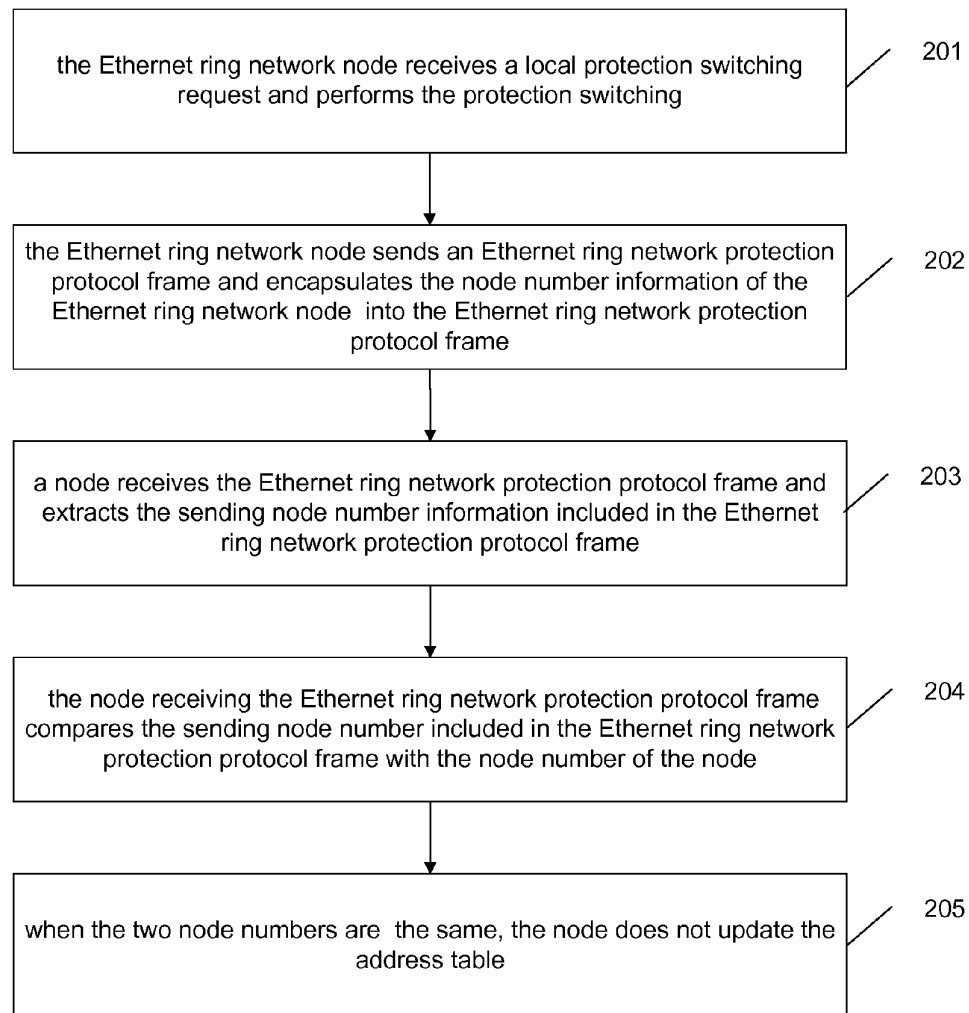 the Ethernet ring network node receives a local protection switching
request and performs the protection switching
201
the Ethernet ring network node sends an Ethernet ring network protection
protocol frame and encapsulates the node number information of the
Ethernet ring network node into the Ethernet ring network protection
protocol frame
202
a node receives the Ethernet ring network protection protocol frame and
extracts the sending node number information included in the Ethernet
ring network protection protocol frame
203
the node receiving the Ethernet ring network protection protocol frame
compares the sending node number included in the Ethernet ring network
protection protocol frame with the node number of the node
204
when the two node numbers are the same, the node does not update the
address table
205